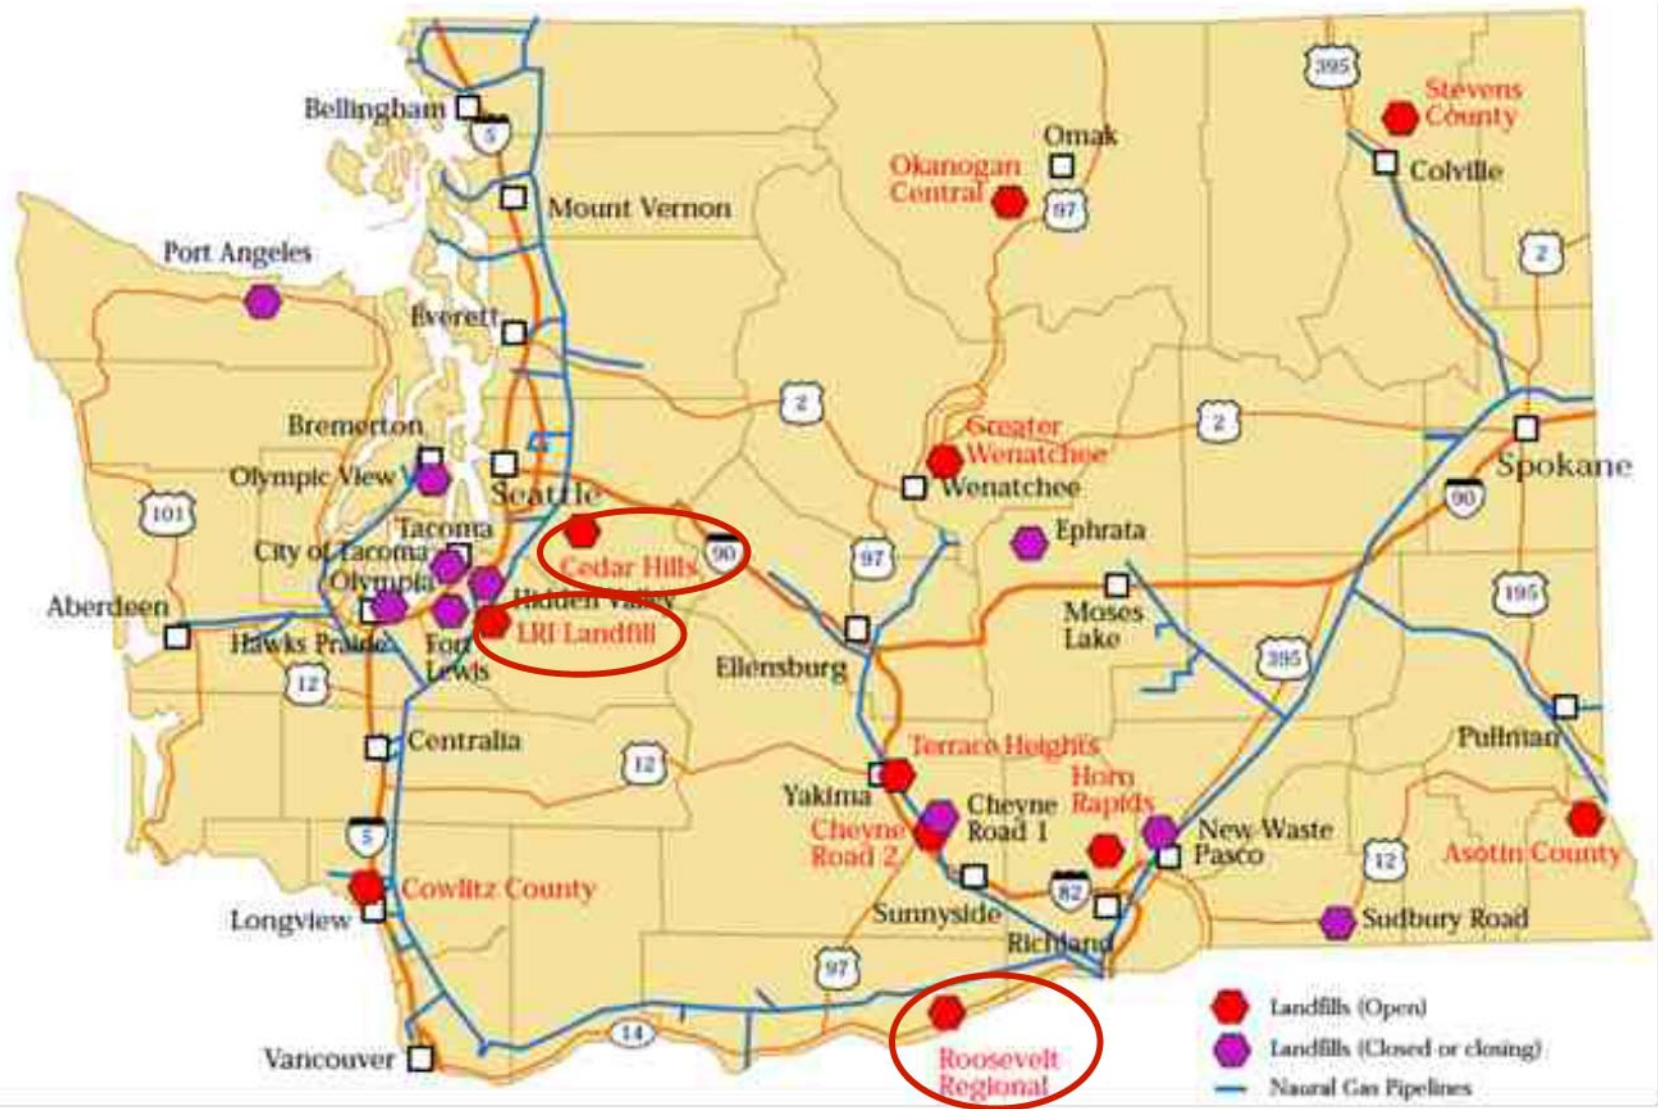 395
Stevens
County
Bellingham
5
Omak
Okanogan
Central
Colville
97
Mount Vernon
2
Port Angeles
Everett
2
2
Bremerton
Greater
Wenatchee
Olympic View
Seattle
Wenatchee
Spokane
90
101
Tacoma
City of Tacoma
Cedar Hills
90
97
Ephrata
Olympia
195
Aberdeen
Hidden Valley
LRI Landfill
Hawks Prairie
Fort
Lewis
Moses
Lake
395
Ellensburg
12
Pullman
Centralia
12
Terrace Heights
Yakima
Horn
Rapids
Cheyne
Road 1
Cheyne
Road 2
New Waste
Pasco
5
12
Asotin County
Cowlitz County
82
Longview
Sunnyside
Sudbury Road
Richland
97
14
Vancouver
Roosevelt
Regional
Landfills (Open)
Landfills (Closed or closing)
Naural Gas Pipelines